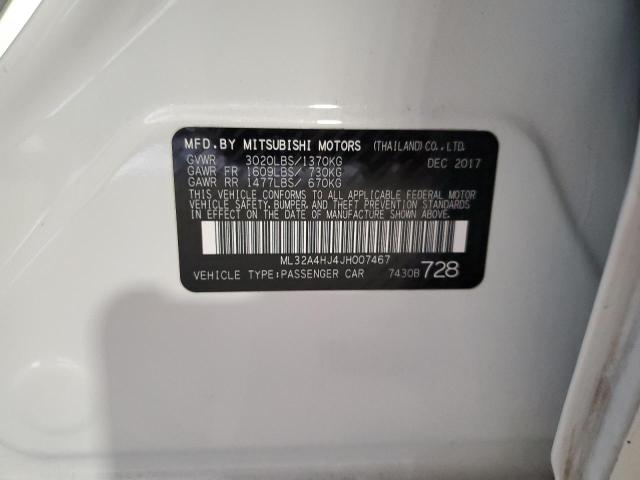 MFD.BY MITSUBISHI MOTORS (THAILAND)CO.,LTD.
GVWR 3020LBS/1370KG DEC 2017
GAWR FR 1609LBS/ 730KG
GAWR RR 1477LBS/ 670KG
THIS VEHICLE CONFORMS TO ALL APPLICABLE FEDERAL MOTOR
VEHICLE SAFETY, BUMPER, AND THEFT PREVENTION STANDARDS
IN EFFECT ON THE DATE OF MANUFACTURE SHOWN ABOVE.
ML32A4HJ4JH007467
VEHICLE TYPE:PASSENGER CAR 7430B 728